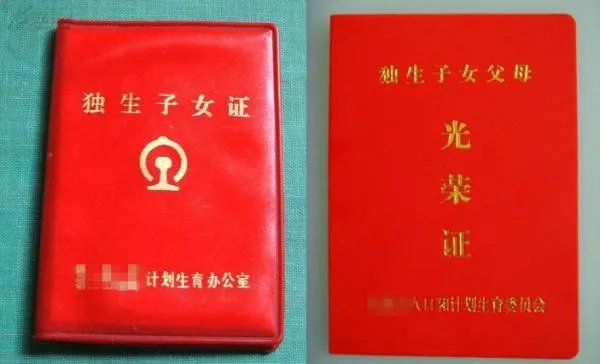 独生子女证
计划生育办公室
独生子女父母
光
荣
证
人口和计划生育委员会